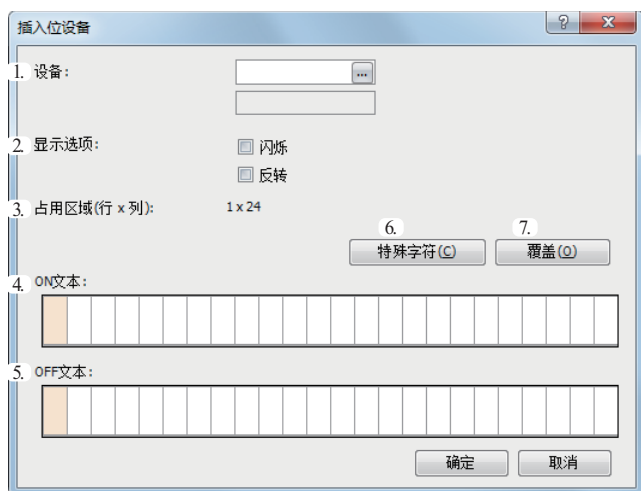 插入位设备
1. 设备:
...
2. 显示选项:
闪烁
反转
3. 占用区域(行 x 列): 1 x 24
6. 7.
特殊字符(C) 覆盖(O)
4. ON文本:
5. OFF文本:
确定 取消